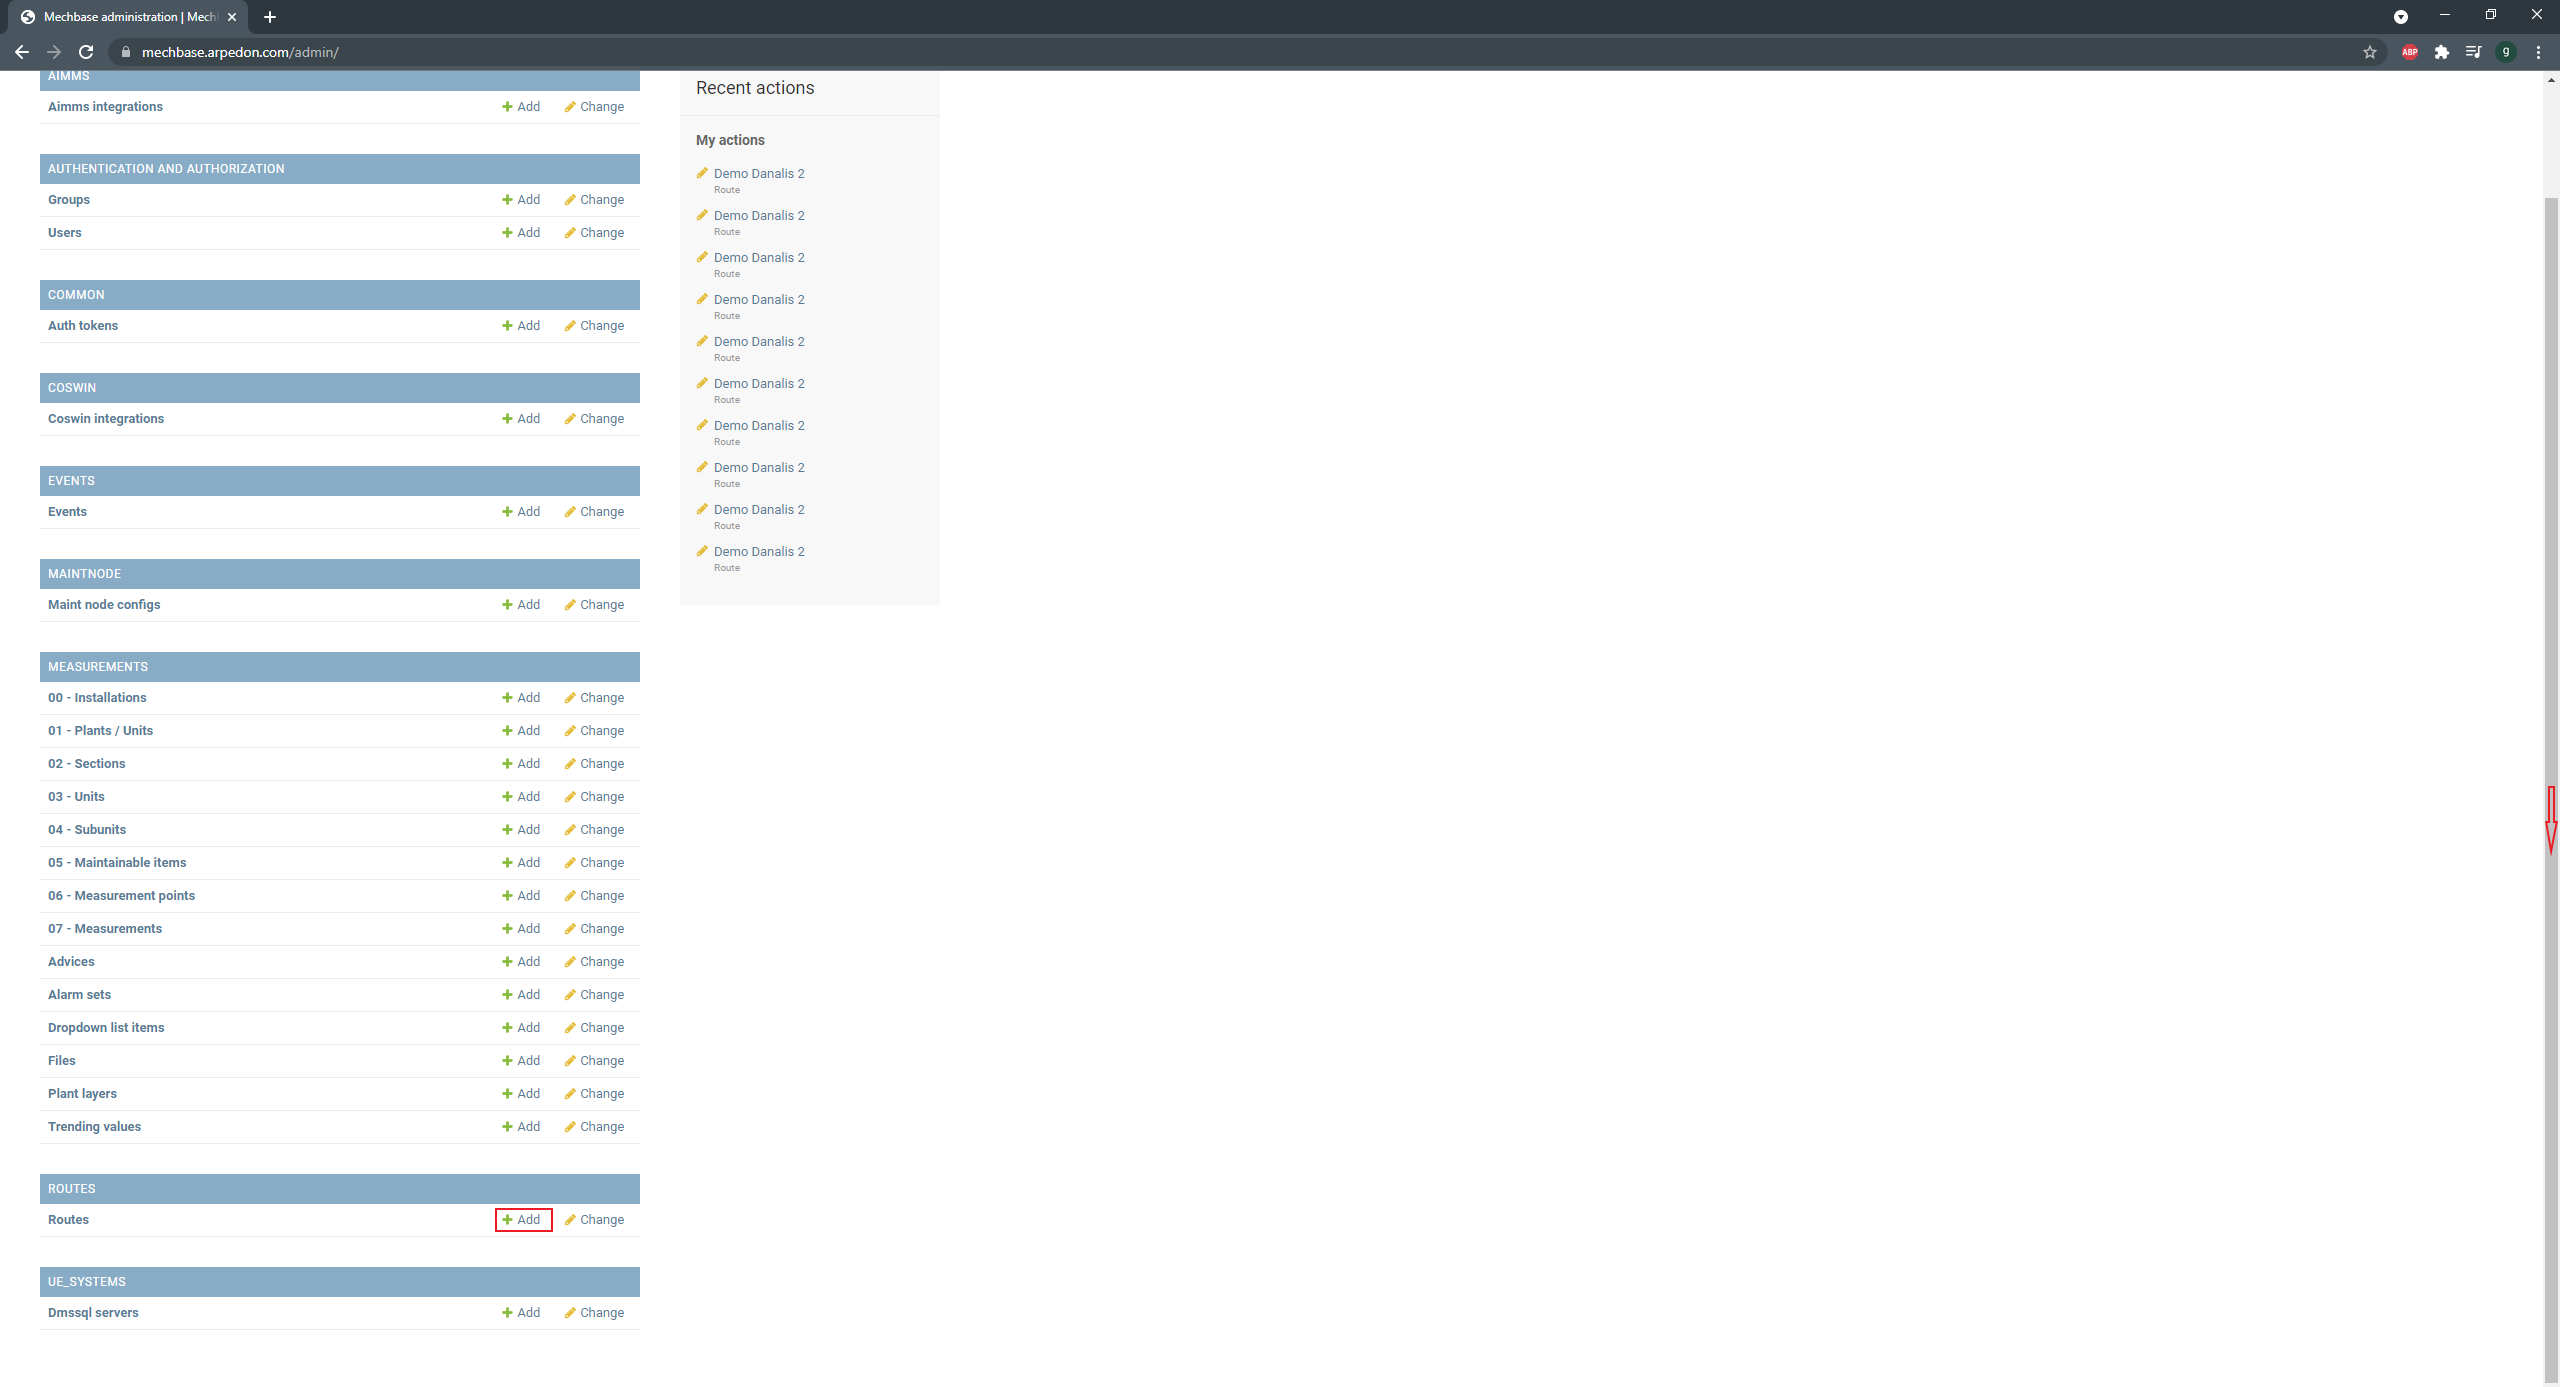 Mechbase administration | Mech
mechbase.arpedon.com/admin/
ABP
g
AIMMS
Aimms integrations Add Change
AUTHENTICATION AND AUTHORIZATION
Groups Add Change
Users Add Change
COMMON
Auth tokens Add Change
COSWIN
Coswin integrations Add Change
EVENTS
Events Add Change
MAINTNODE
Maint node configs Add Change
MEASUREMENTS
00 - Installations Add Change
01 - Plants / Units Add Change
02 - Sections Add Change
03 - Units Add Change
04 - Subunits Add Change
05 - Maintainable items Add Change
06 - Measurement points Add Change
07 - Measurements Add Change
Advices Add Change
Alarm sets Add Change
Dropdown list items Add Change
Files Add Change
Plant layers Add Change
Trending values Add Change
ROUTES
Routes Add Change
UE_SYSTEMS
Dmssql servers Add Change
Recent actions
My actions
Demo Danalis 2
Route
Demo Danalis 2
Route
Demo Danalis 2
Route
Demo Danalis 2
Route
Demo Danalis 2
Route
Demo Danalis 2
Route
Demo Danalis 2
Route
Demo Danalis 2
Route
Demo Danalis 2
Route
Demo Danalis 2
Route